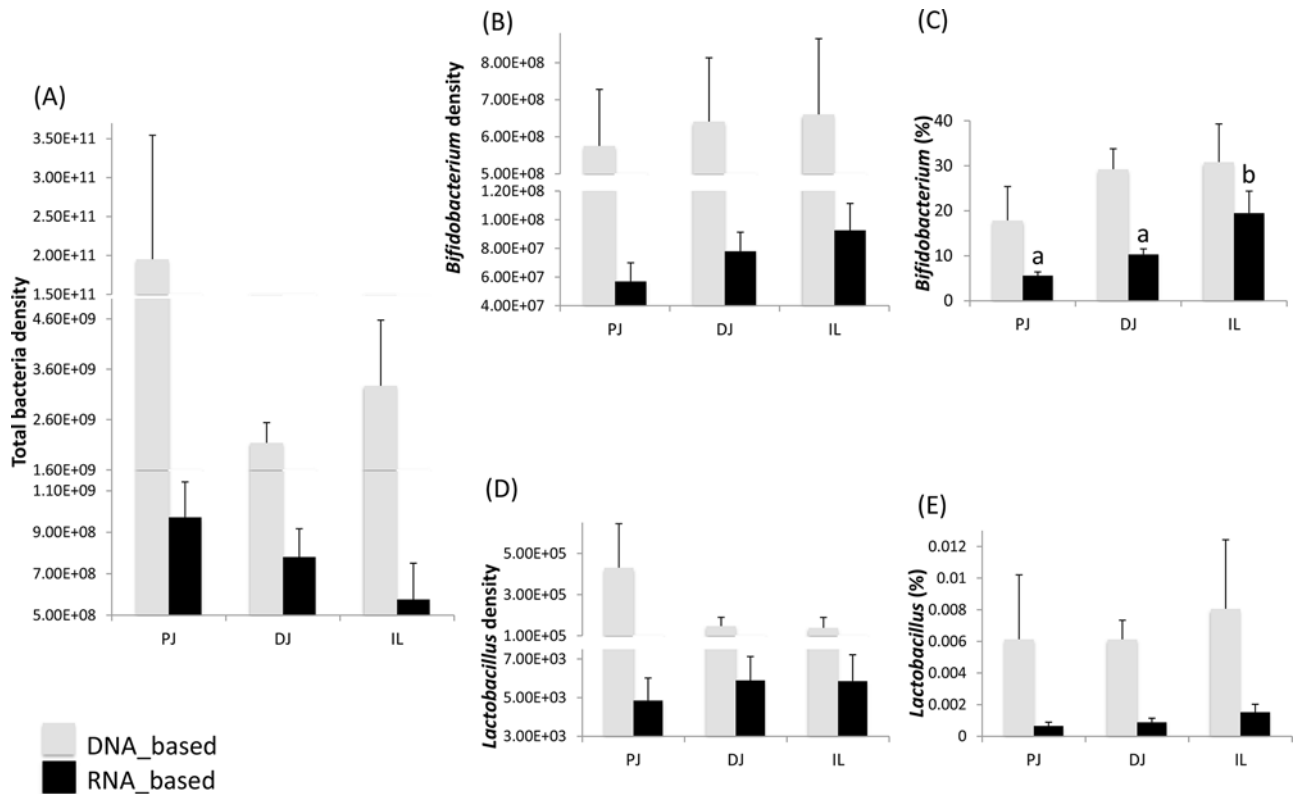 (A)
Total bacteria density
3.50E+11
3.00E+11
2.50E+11
2.00E+11
1.50E+11
4.60E+09
3.60E+09
2.60E+09
1.60E+09
1.10E+09
9.00E+08
7.00E+08
5.00E+08
PJ DJ IL
(B)
Bifidobacterium density
8.00E+08
7.00E+08
6.00E+08
5.00E+08
1.20E+08
1.00E+08
8.00E+07
6.00E+07
4.00E+07
PJ DJ IL
(C)
Bifidobacterium (%)
40
30
20
10
0
a a b
PJ DJ IL
(D)
Lactobacillus density
5.00E+05
3.00E+05
1.00E+05
7.00E+03
5.00E+03
3.00E+03
PJ DJ IL
(E)
Lactobacillus (%)
0.012
0.01
0.008
0.006
0.004
0.002
0
PJ DJ IL
DNA_based
RNA_based